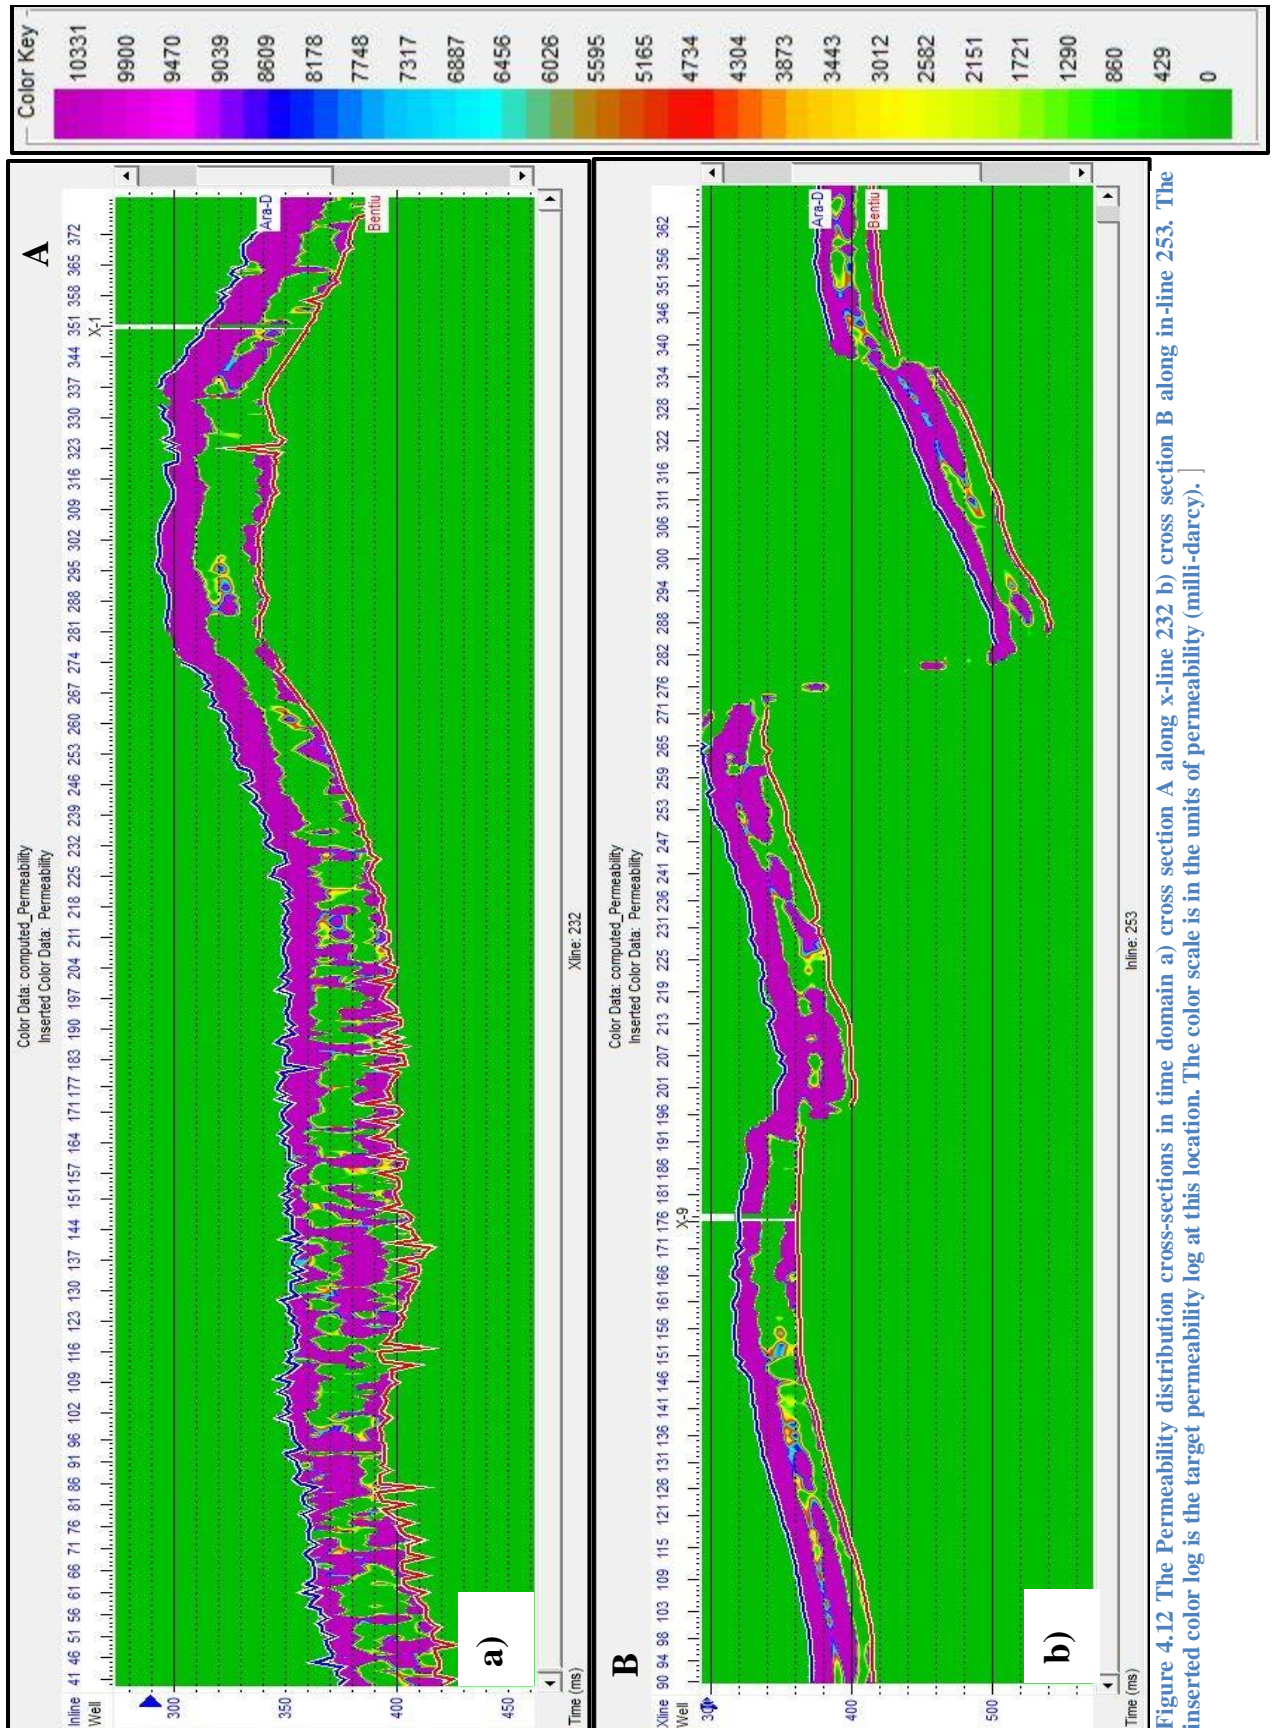 Color Key
10331
9900
9470
9039
8609
8178
7748
7317
6887
6456
6026
5595
5165
4734
4304
3873
3443
3012
2582
2151
1721
1290
860
429
0
A
Color Data: computed_Permeability
Inserted Color Data: Permeability
Inline 41 46 51 56 61 66 71 76 81 86 91 96 102 109 116 123 130 137 144 151 157 164 171 177 183 190 197 204 211 218 225 232 239 246 253 260 267 274 281 288 295 302 309 316 323 330 337 344 351 358 365 372
Well X-1
300
350
400
450
Ara-D
Bentiu
a)
Time (ms)
Xline: 232
B
Color Data: computed_Permeability
Inserted Color Data: Permeability
Xline 90 94 98 103 109 115 121 126 131 136 141 146 151 156 161 166 171 176 181 186 191 196 201 207 213 219 225 231 236 241 247 253 259 265 271 276 282 288 294 300 306 311 316 322 328 334 340 346 351 356 362
Well X-9
400
500
Ara-D
Bentiu
b)
Time (ms)
Inline: 253
Figure 4.12 The Permeability distribution cross-sections in time domain a) cross section A along x-line 232 b) cross section B along in-line 253. The
inserted color log is the target permeability log at this location. The color scale is in the units of permeability (milli-darcy). ]